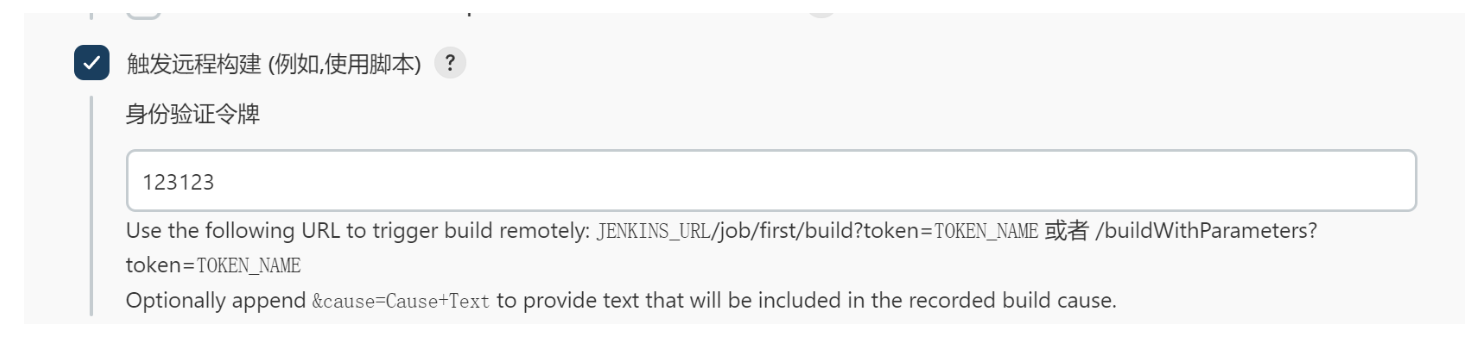 触发远程构建 (例如,使用脚本) ?
身份验证令牌
123123
Use the following URL to trigger build remotely: JENKINS_URL/job/first/build?token=TOKEN_NAME 或者 /buildWithParameters?
token=TOKEN_NAME
Optionally append &cause=Cause+Text to provide text that will be included in the recorded build cause.